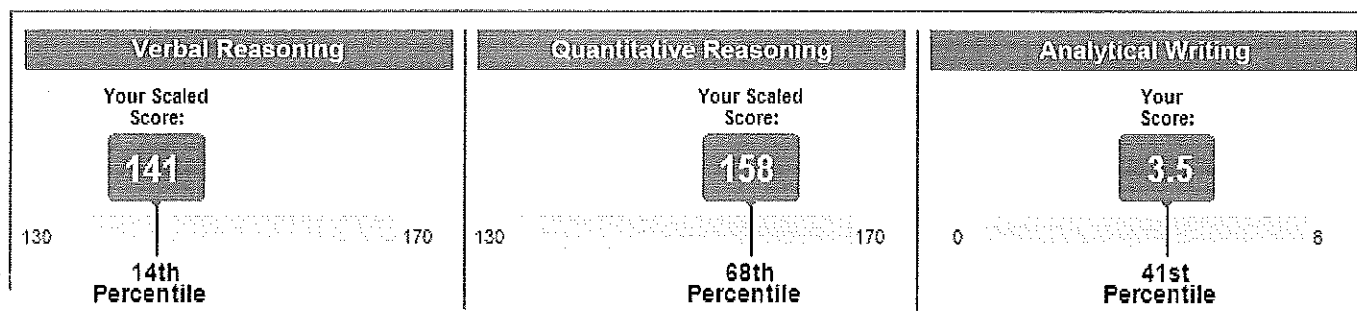 Verbal Reasoning
Your Scaled
Score:
141
130
170
14th
Percentile
Quantitative Reasoning
Your Scaled
Score:
158
130
170
68th
Percentile
Analytical Writing
Your
Score:
3.5
0
6
41st
Percentile